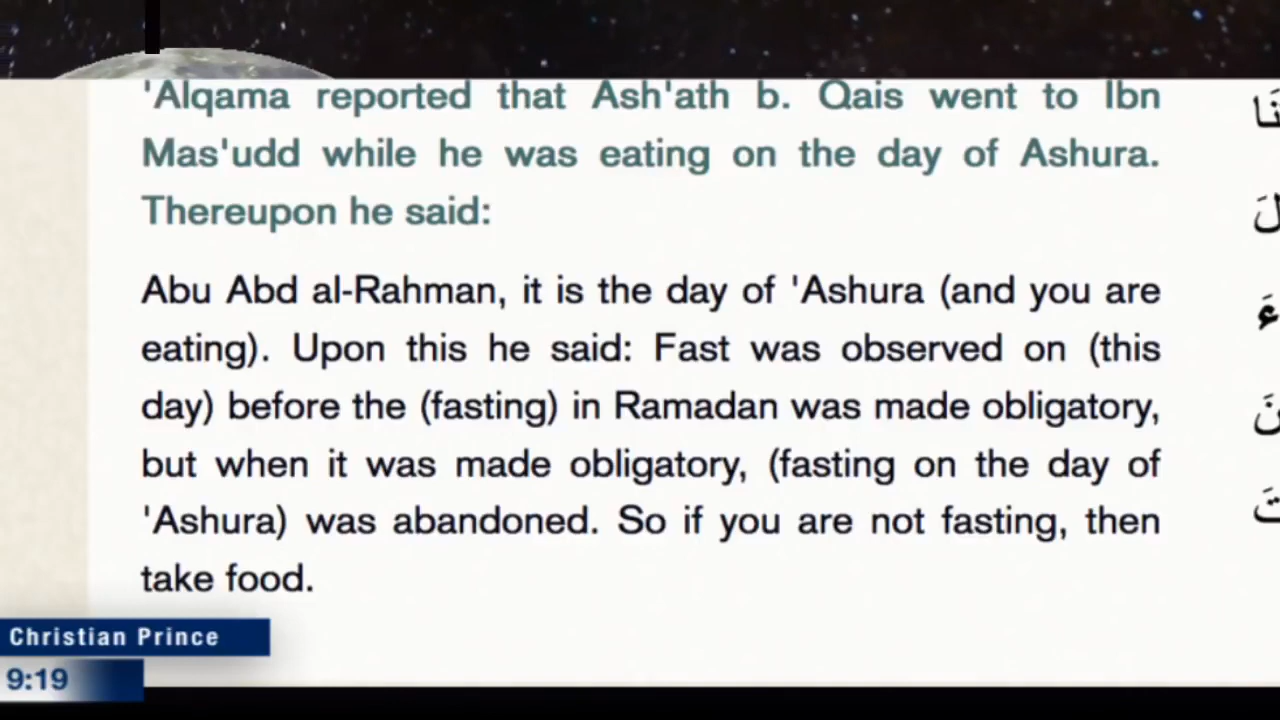 'Alqama reported that Ash'ath b. Qais went to Ibn
Mas'udd while he was eating on the day of Ashura.
Thereupon he said:
Abu Abd al-Rahman, it is the day of 'Ashura (and you are
eating). Upon this he said: Fast was observed on (this
day) before the (fasting) in Ramadan was made obligatory,
but when it was made obligatory, (fasting on the day of
'Ashura) was abandoned. So if you are not fasting, then
take food.
Christian Prince
9:19